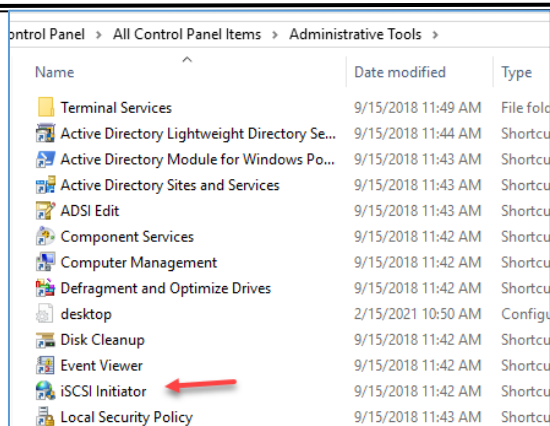 ontrol Panel > All Control Panel Items > Administrative Tools >
Name Date modified Type
Terminal Services 9/15/2018 11:49 AM File fold
Active Directory Lightweight Directory Se... 9/15/2018 11:44 AM Shortcu
Active Directory Module for Windows Po... 9/15/2018 11:43 AM Shortcu
Active Directory Sites and Services 9/15/2018 11:43 AM Shortcu
ADSI Edit 9/15/2018 11:43 AM Shortcu
Component Services 9/15/2018 11:42 AM Shortcu
Computer Management 9/15/2018 11:42 AM Shortcu
Defragment and Optimize Drives 9/15/2018 11:42 AM Shortcu
desktop 2/15/2021 10:50 AM Configu
Disk Cleanup 9/15/2018 11:42 AM Shortcu
Event Viewer 9/15/2018 11:42 AM Shortcu
iSCSI Initiator 9/15/2018 11:42 AM Shortcu
Local Security Policy 9/15/2018 11:43 AM Shortcu